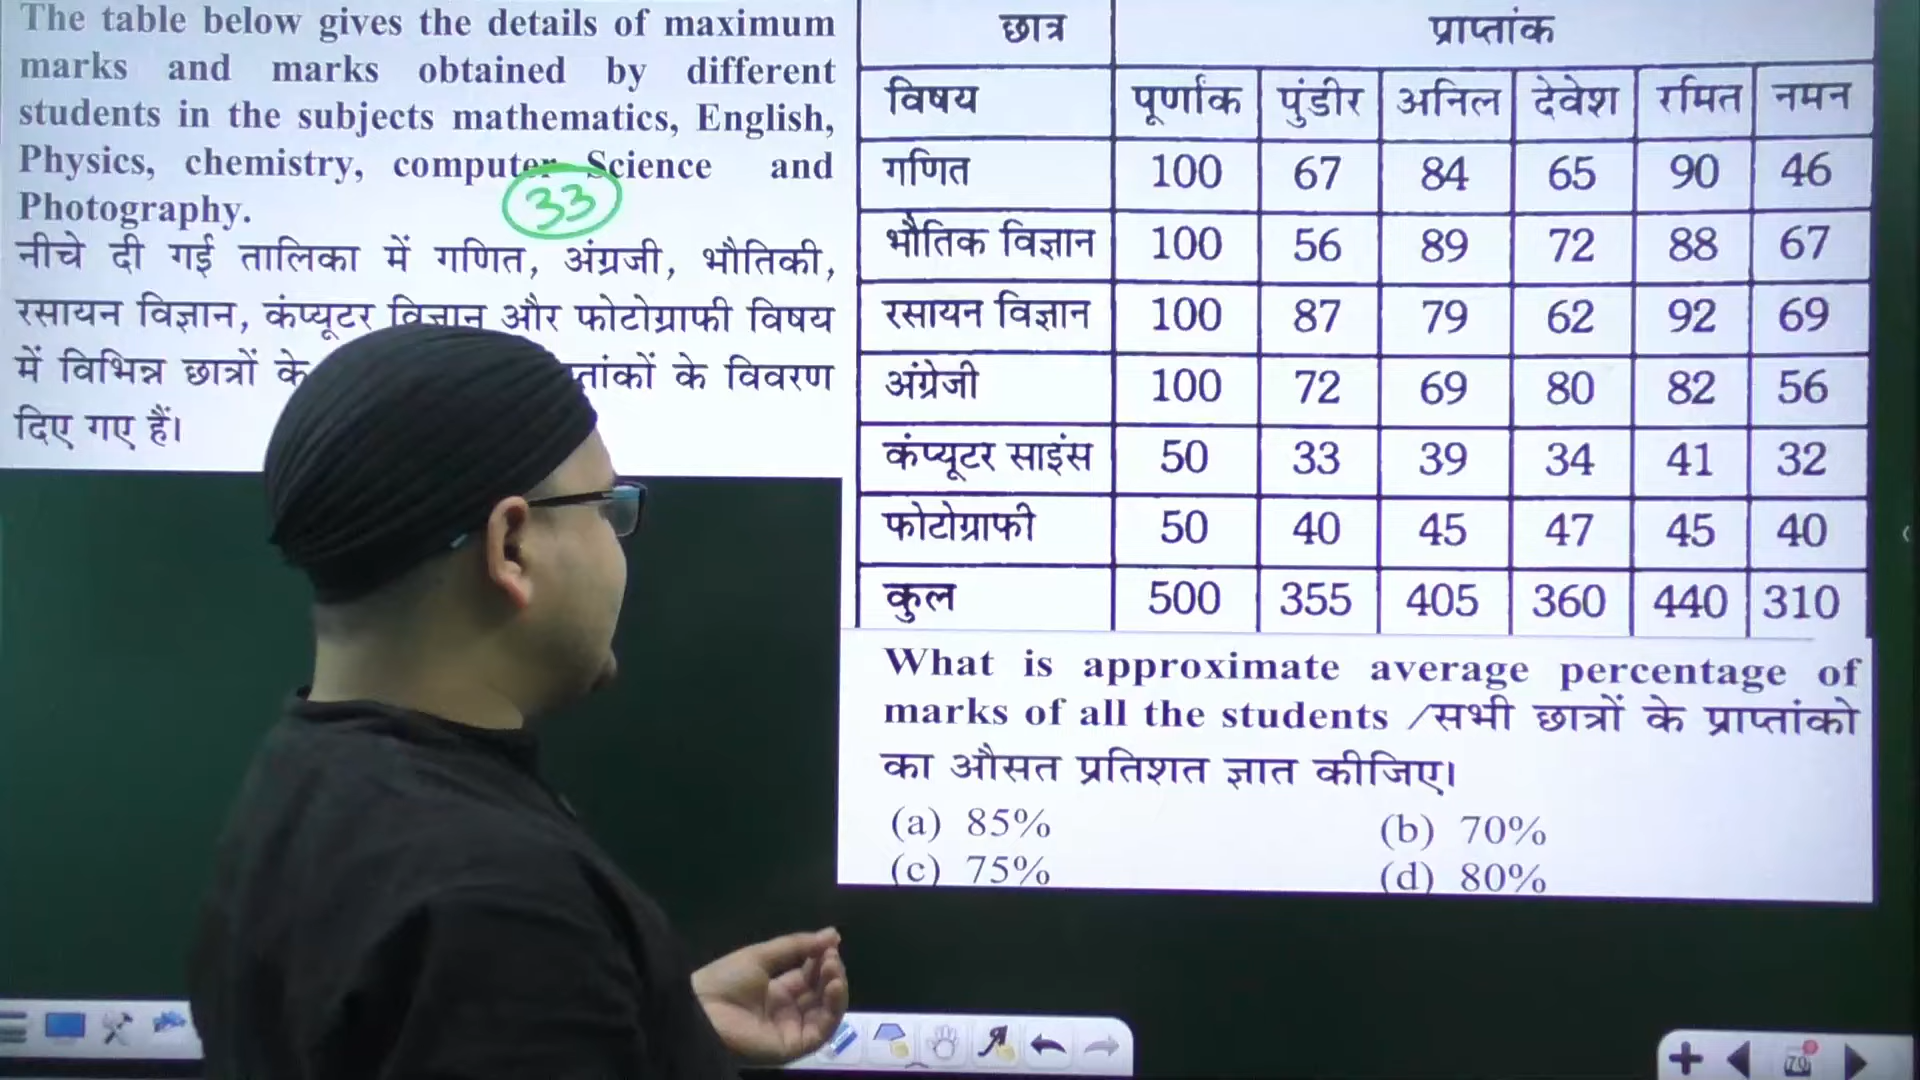 The table below gives the details of maximum
marks and marks obtained by different
students in the subjects mathematics, English,
Physics, chemistry, computer Science and
Photography.
33
नीचे दी गई तालिका में गणित, अंग्रजी, भौतिकी,
रसायन विज्ञान, कंप्यूटर विज्ञान और फोटोग्राफी विषय
में विभिन्न छात्रों के प्तांकों के विवरण
दिए गए हैं।
छात्र प्राप्तांक
विषय पूर्णांक पुंडीर अनिल देवेश रमित नमन
गणित 100 67 84 65 90 46
भौतिक विज्ञान 100 56 89 72 88 67
रसायन विज्ञान 100 87 79 62 92 69
अंग्रेजी 100 72 69 80 82 56
कंप्यूटर साइंस 50 33 39 34 41 32
फोटोग्राफी 50 40 45 47 45 40
कुल 500 355 405 360 440 310
What is approximate average percentage of
marks of all the students /सभी छात्रों के प्राप्तांको
का औसत प्रतिशत ज्ञात कीजिए।
(a) 85% (b) 70%
(c) 75% (d) 80%
70